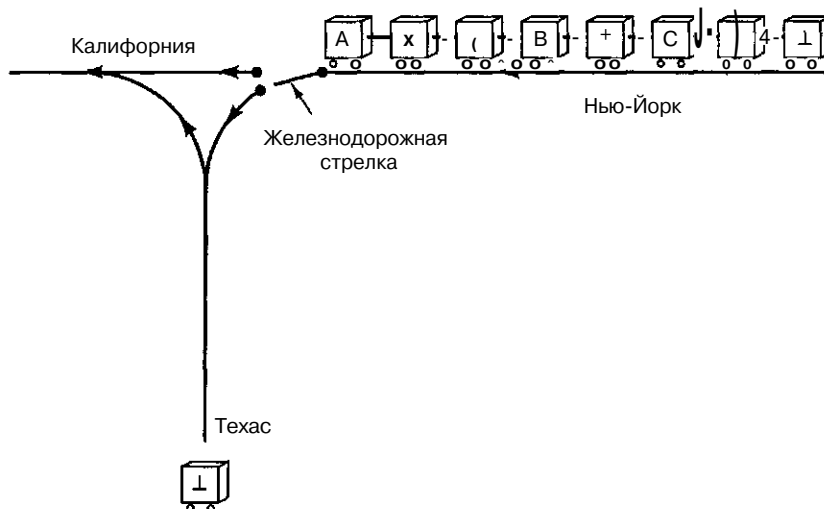 A x ( B + C ) ⊥
Калифорния
Нью-Йорк
Железнодорожная
стрелка
Техас
⊥